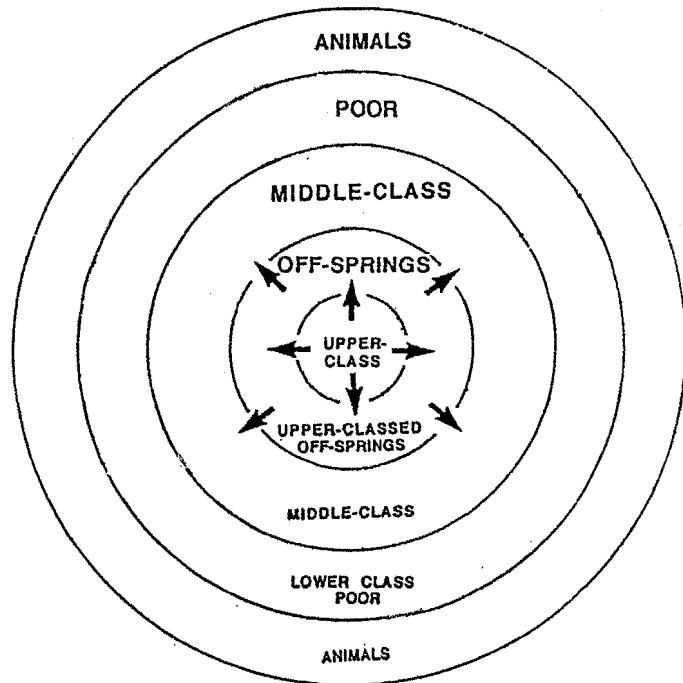 ANIMALS
POOR
MIDDLE-CLASS
OFF-SPRINGS
UPPER-
CLASS
UPPER-CLASSED
OFF-SPRINGS
MIDDLE-CLASS
LOWER CLASS
POOR
ANIMALS